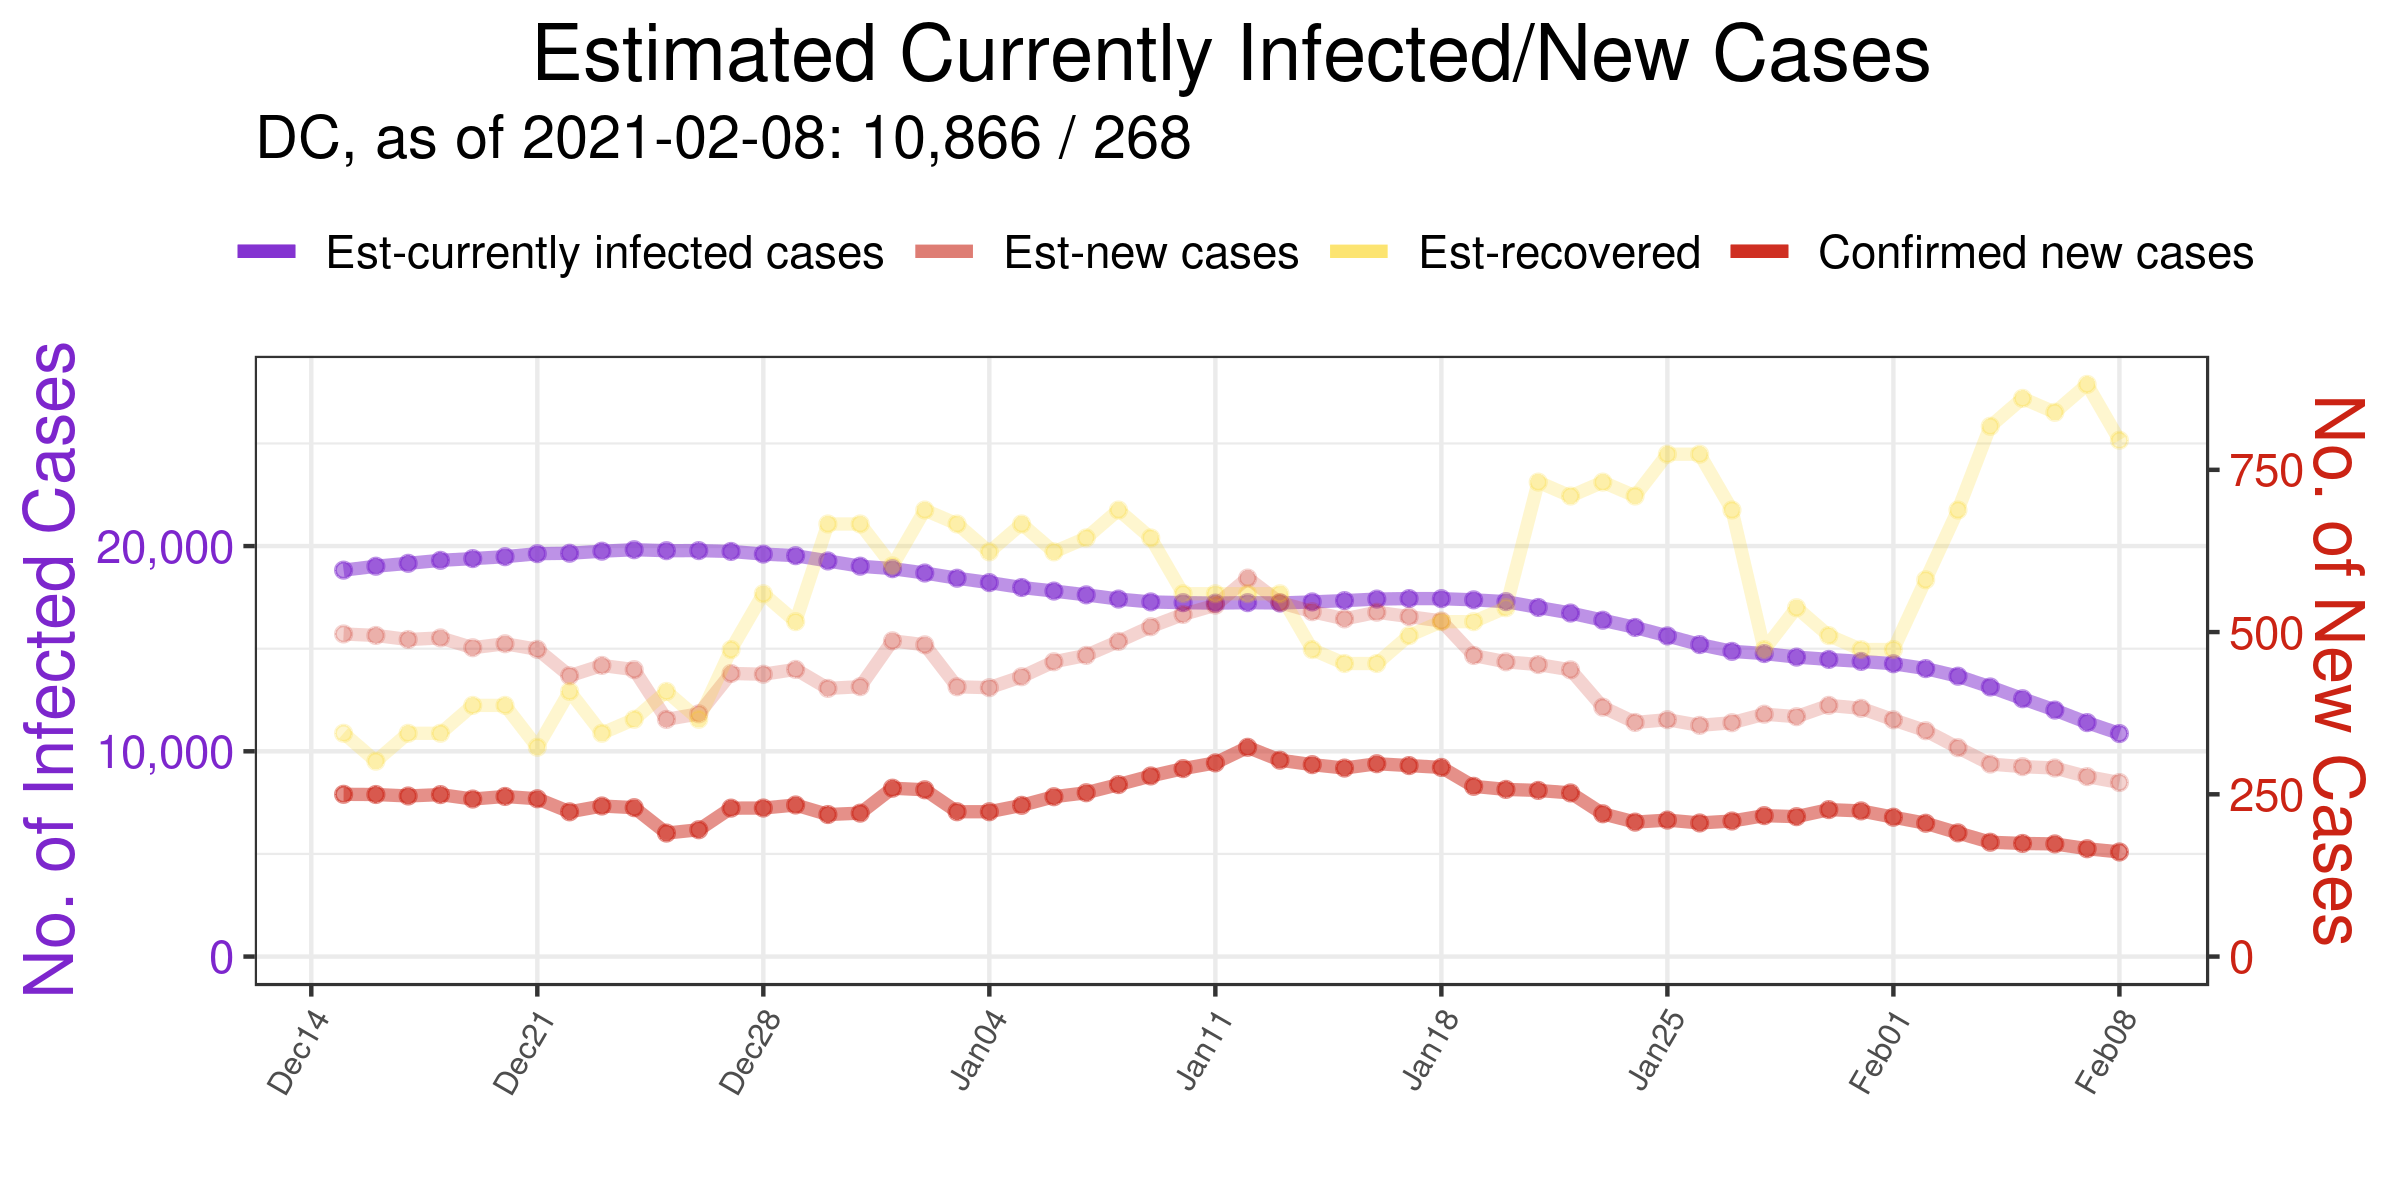 Estimated Currently Infected/New Cases
DC, as of 2021-02-08: 10,866 / 268
Est-currently infected cases Est-new cases Est-recovered Confirmed new cases
No. of Infected Cases
20,000
10,000
0
750
500
250
0
No. of New Cases
Dec14 Dec21 Dec28 Jan04 Jan11 Jan18 Jan25 Feb01 Feb08